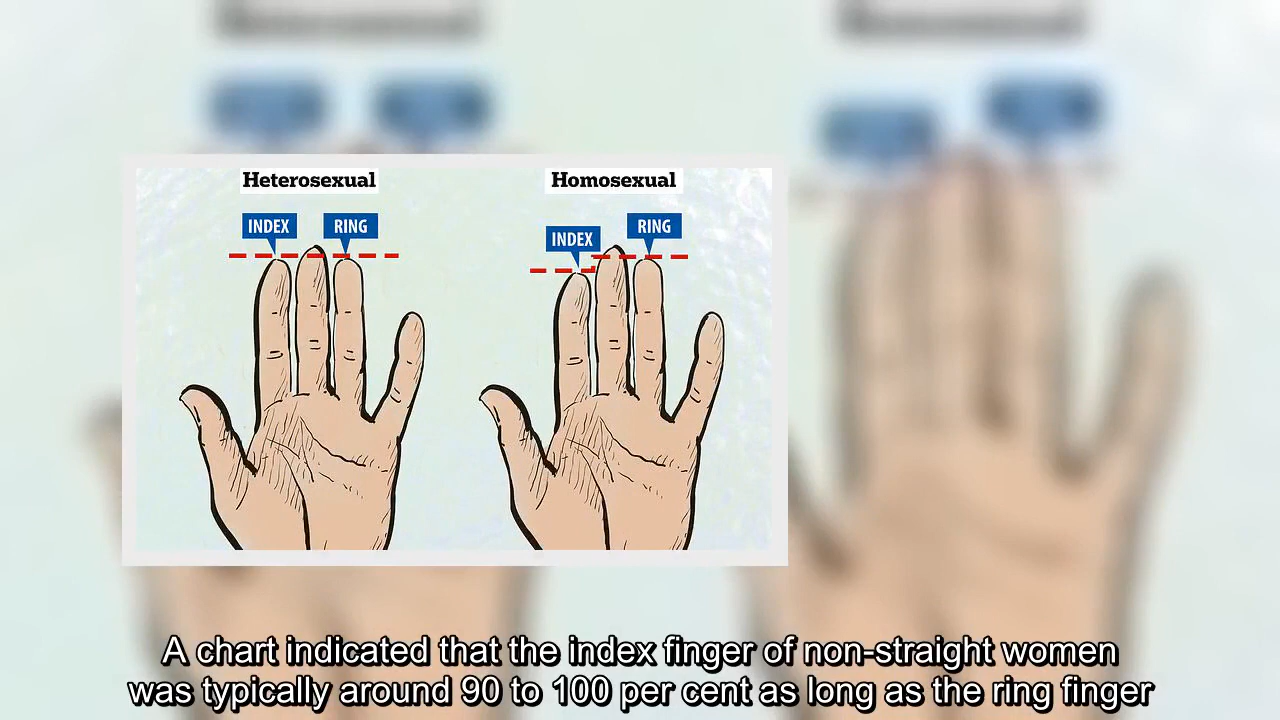 Heterosexual
Homosexual
INDEX
RING
INDEX
RING
A chart indicated that the index finger of non-straight women
was typically around 90 to 100 per cent as long as the ring finger